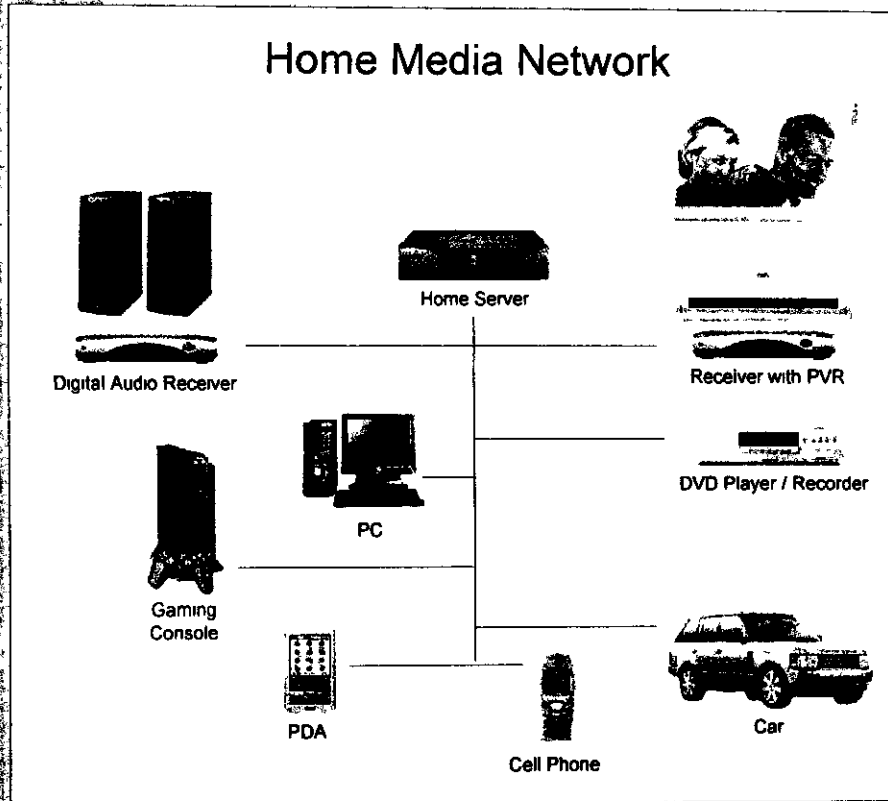 Home Media Network
Home Server
Digital Audio Receiver
Receiver with PVR
PC
DVD Player / Recorder
Gaming
Console
PDA
Cell Phone
Car